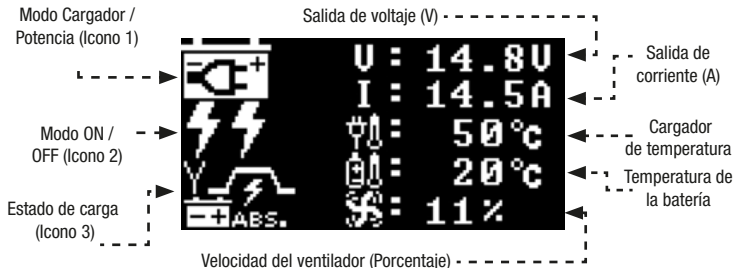 Modo Cargador /
Potencia (Icono 1)
Salida de voltaje (V)
V: 14.8V
I: 14.5A
Salida de
corriente (A)
Modo ON /
OFF (Icono 2)
: 50°C
Cargador
de temperatura
: 20°C
Temperatura de
la batería
Estado de carga
(Icono 3)
ABS.
: 11%
Velocidad del ventilador (Porcentaje)